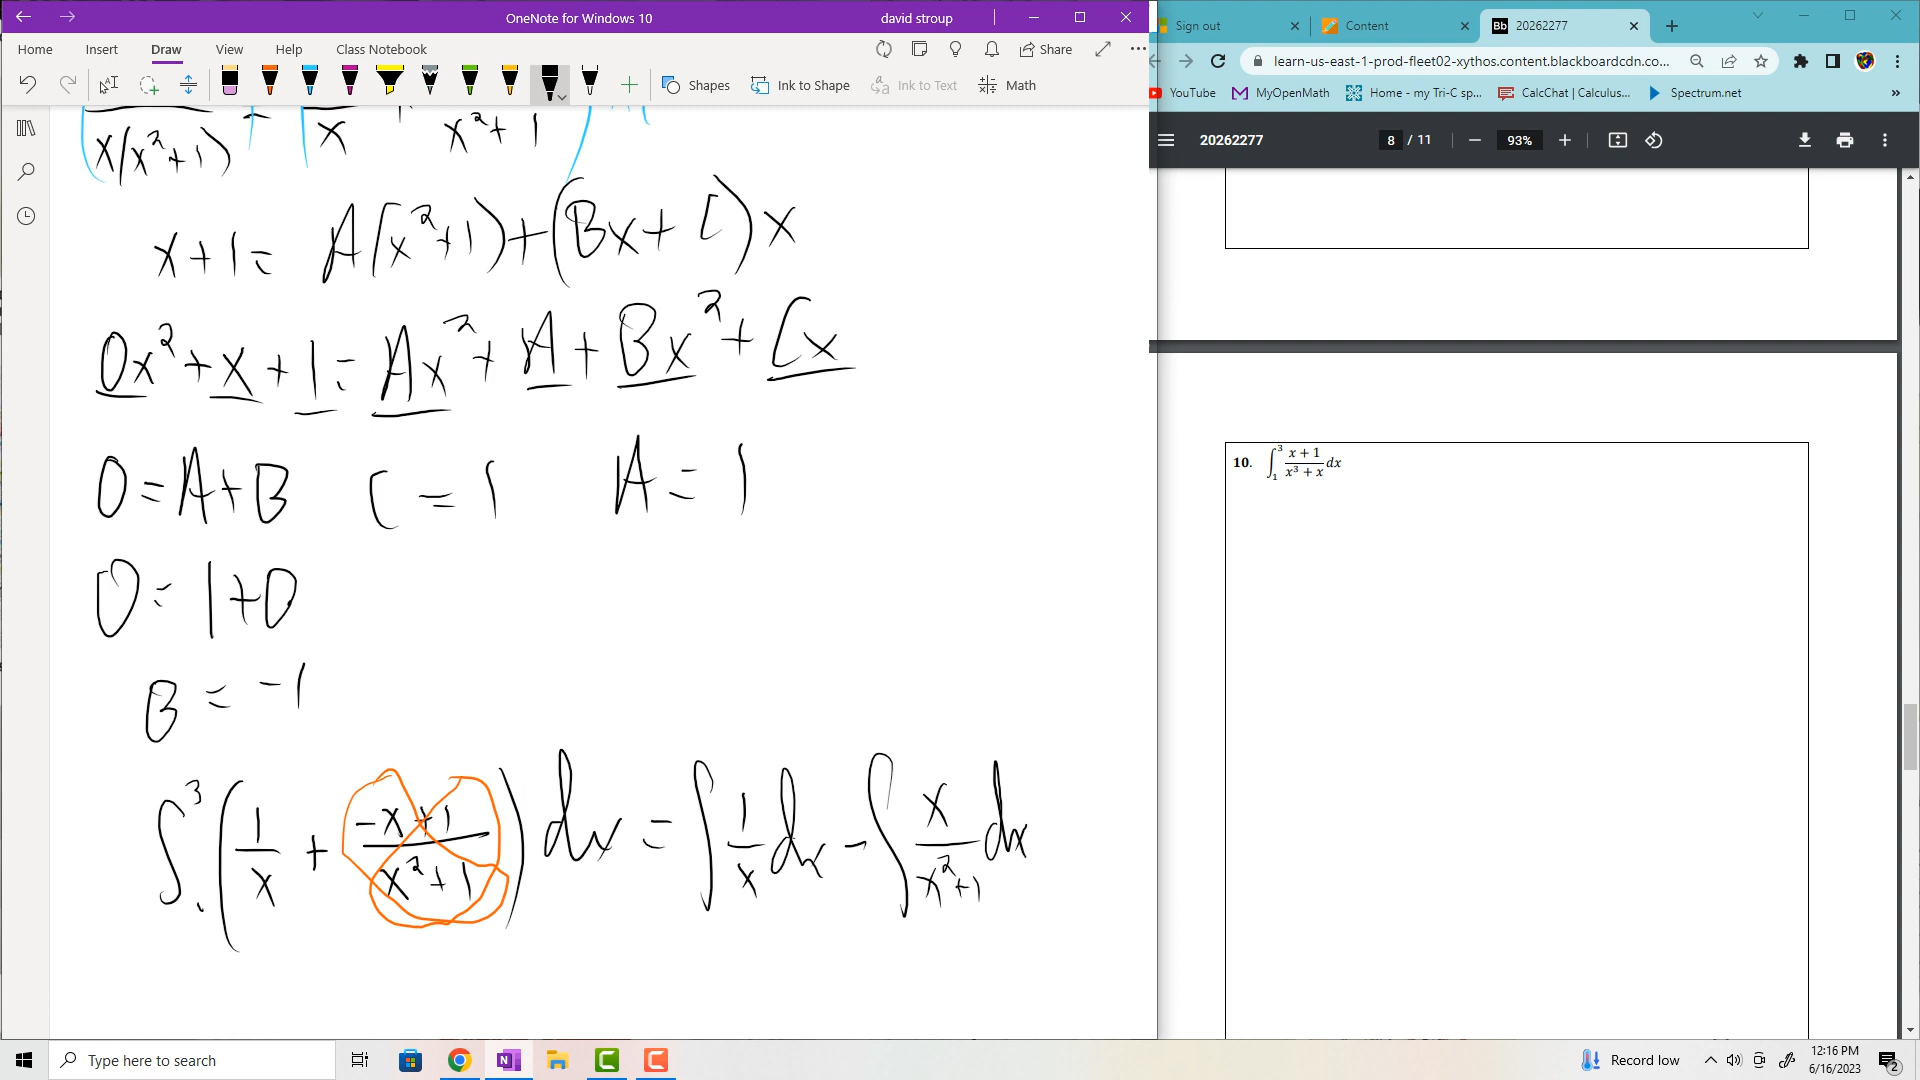 OneNote for Windows 10
david stroup
Home Insert Draw View Help Class Notebook
Share
Shapes Ink to Shape Ink to Text Math
x(x²+1) x x²+1
x+1= A(x²+1)+(Bx+C)x
0x²+x+1=Ax²+A+Bx²+Cx
0=A+B C=1 A=1
0=1+B
B=-1
∫₁³(1/x + -x+1/x²+1)dx = ∫1/x dx - ∫x/x²+1 dx
Sign out Content Bb 20262277
learn-us-east-1-prod-fleet02-xythos.content.blackboardcdn.co...
YouTube MyOpenMath Home - my Tri-C sp... CalcChat | Calculus... Spectrum.net »
20262277 8 / 11 93%
10. ∫₁³ x + 1/x³ + x dx
Type here to search
Record low
12:16 PM
6/16/2023
2